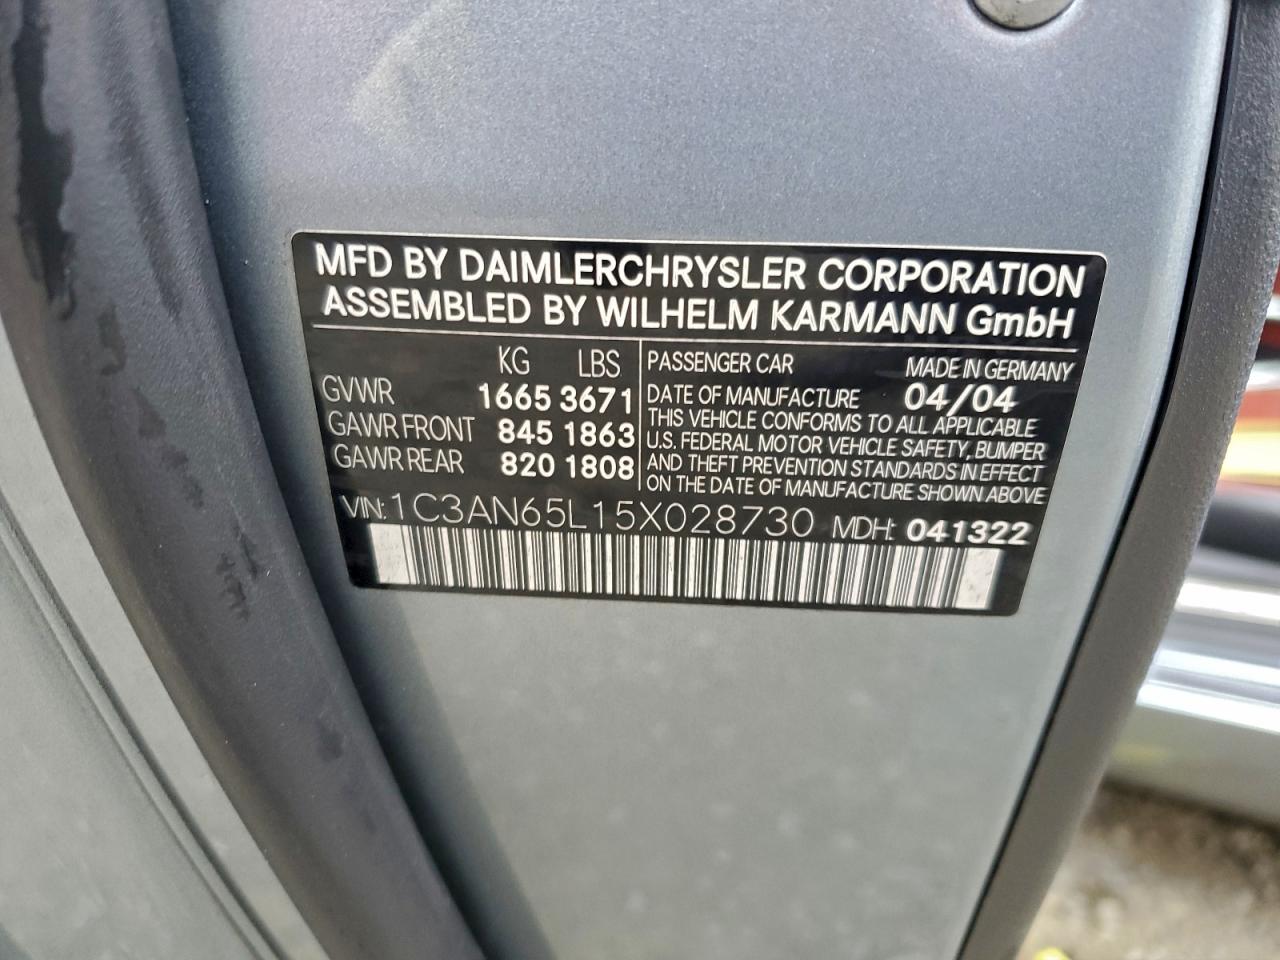 MFD BY DAIMLERCHRYSLER CORPORATION
ASSEMBLED BY WILHELM KARMANN GmbH
KG LBS
GVWR 1665 3671
GAWR FRONT 845 1863
GAWR REAR 820 1808
PASSENGER CAR MADE IN GERMANY
DATE OF MANUFACTURE 04/04
THIS VEHICLE CONFORMS TO ALL APPLICABLE
U.S. FEDERAL MOTOR VEHICLE SAFETY, BUMPER
AND THEFT PREVENTION STANDARDS IN EFFECT
ON THE DATE OF MANUFACTURE SHOWN ABOVE
VIN: 1C3AN65L15X028730 MDH: 041322